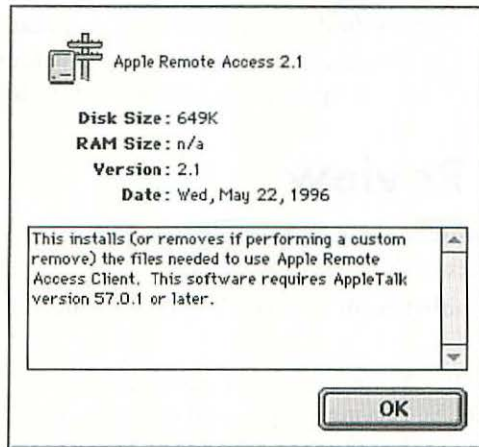 Apple Remote Access 2.1
Disk Size: 649K
RAM Size: n/a
Version: 2.1
Date: Wed, May 22, 1996
This installs (or removes if performing a custom
remove) the files needed to use Apple Remote
Access Client. This software requires AppleTalk
version 57.0.1 or later.
OK